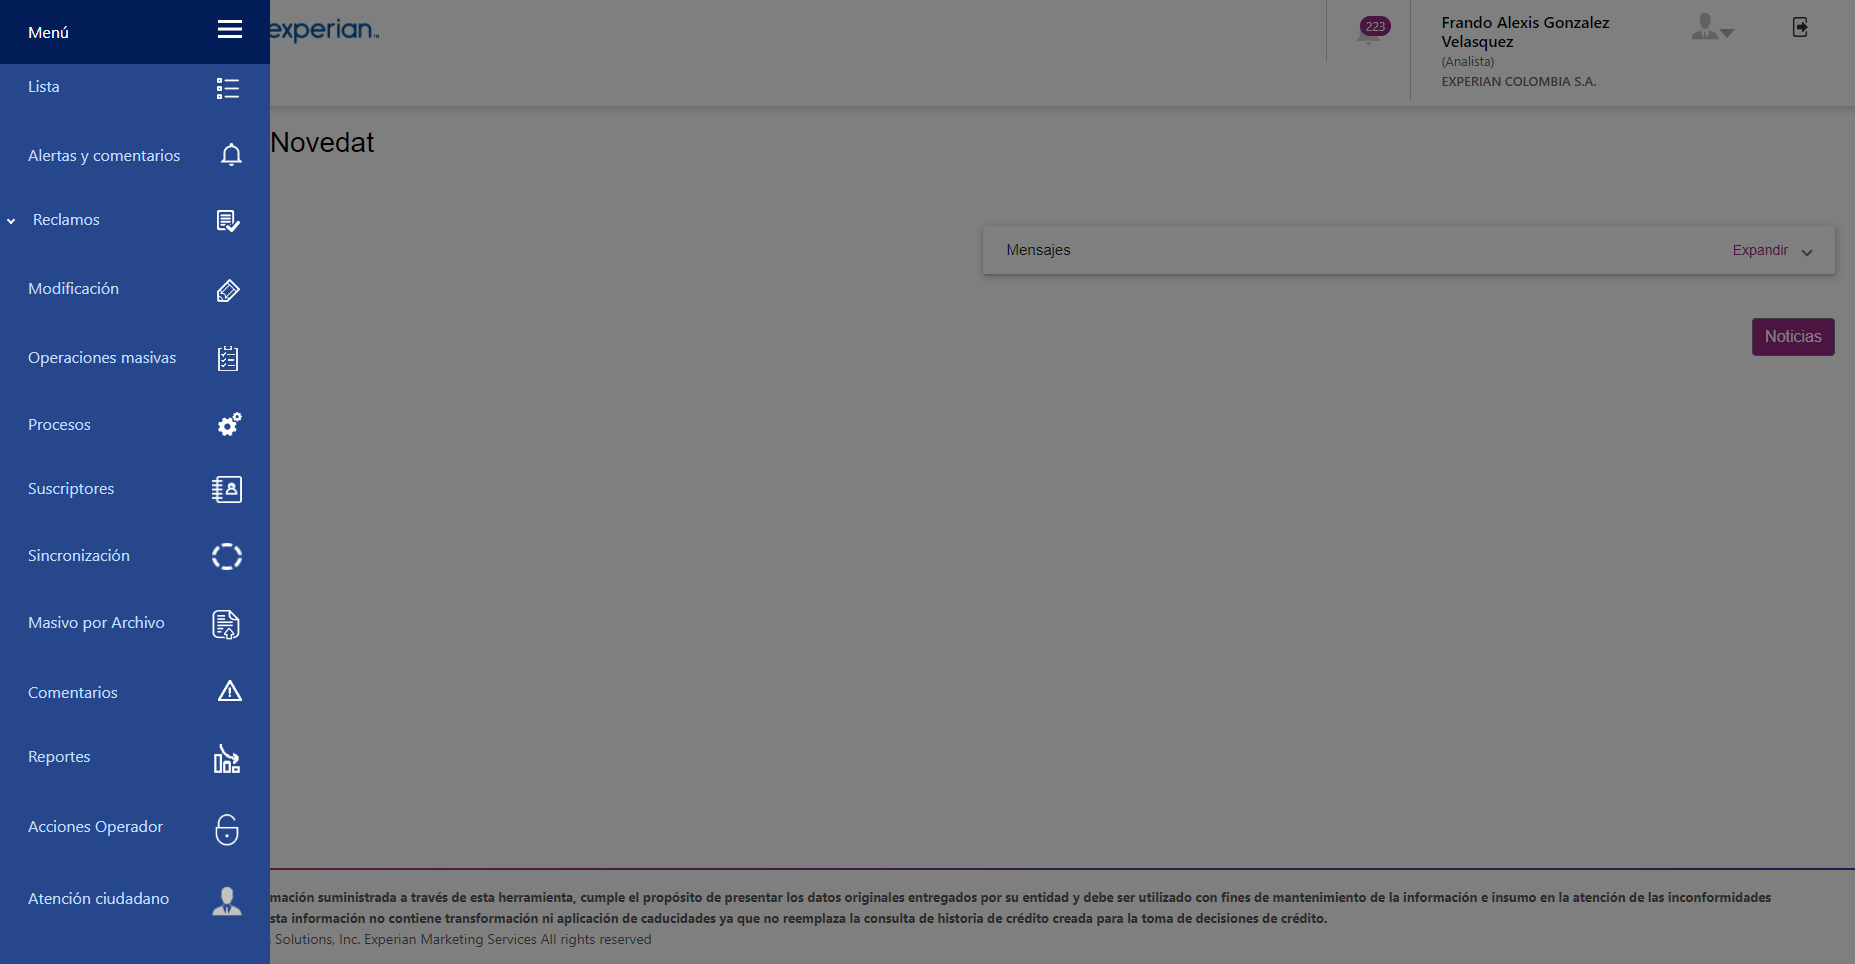 Menú
experian™
223
Frando Alexis Gonzalez
Velasquez
(Analista)
EXPERIAN COLOMBIA S.A.
Lista
Alertas y comentarios
Reclamos
Modificación
Operaciones masivas
Procesos
Suscriptores
Sincronización
Masivo por Archivo
Comentarios
Reportes
Acciones Operador
Atención ciudadano
Novedat
Mensajes
Expandir
Noticias
mación suministrada a través de esta herramienta, cumple el propósito de presentar los datos originales entregados por su entidad y debe ser utilizado con fines de mantenimiento de la información e insumo en la atención de las inconformidades
sta información no contiene transformación ni aplicación de caducidades ya que no reemplaza la consulta de historia de crédito creada para la toma de decisiones de crédito.
Solutions, Inc. Experian Marketing Services All rights reserved